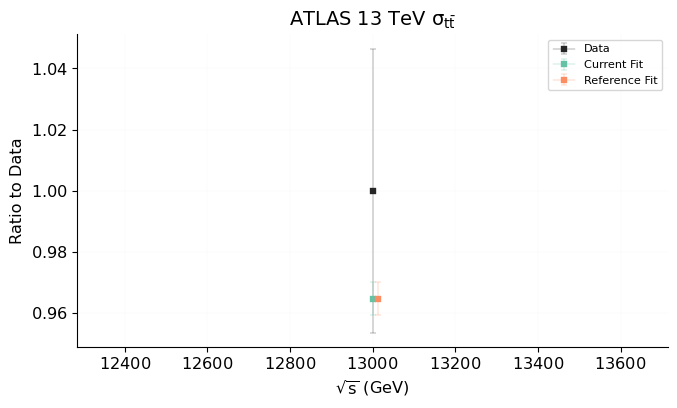 ATLAS 13 TeV σtt̄
Data
Current Fit
Reference Fit
Ratio to Data
1.04
1.02
1.00
0.98
0.96
12400 12600 12800 13000 13200 13400 13600
√s (GeV)